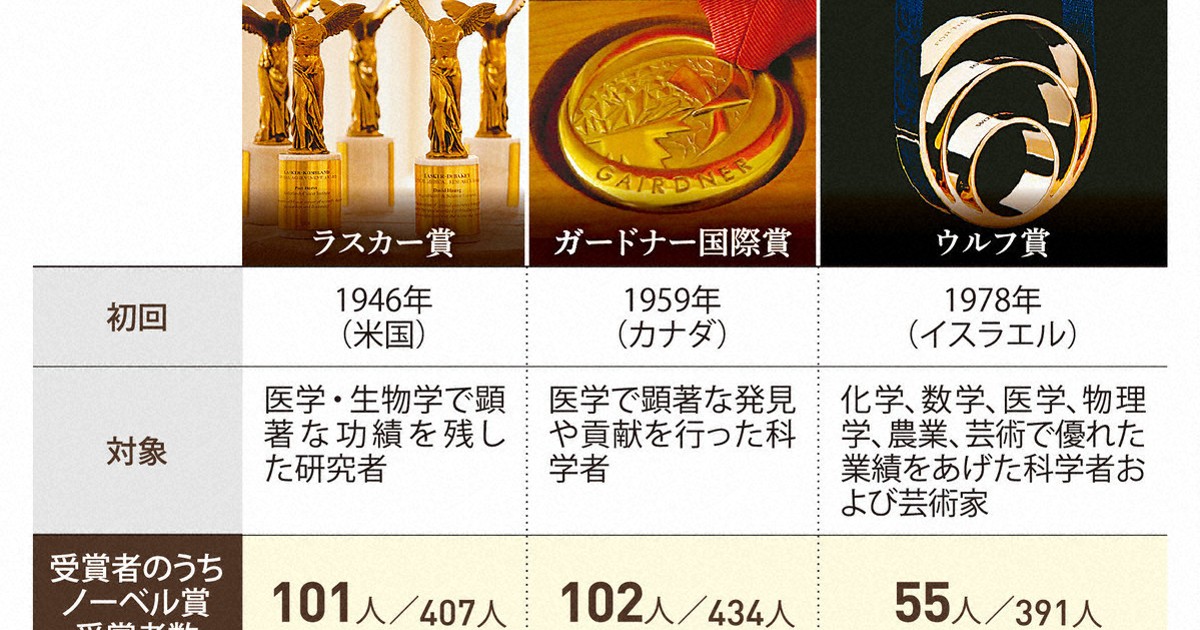 GAIRDNER
ラスカー賞
ガードナー国際賞
ウルフ賞
初回
1946年
(米国)
1959年
(カナダ)
1978年
(イスラエル)
対象
医学・生物学で顕
著な功績を残し
た研究者
医学で顕著な発見
や貢献を行った科
学者
化学、数学、医学、物理
学、農業、芸術で優れた
業績をあげた科学者お
よび芸術家
受賞者のうち
ノーベル賞
受賞者数
101人/407人
102人/434人
55人/391人